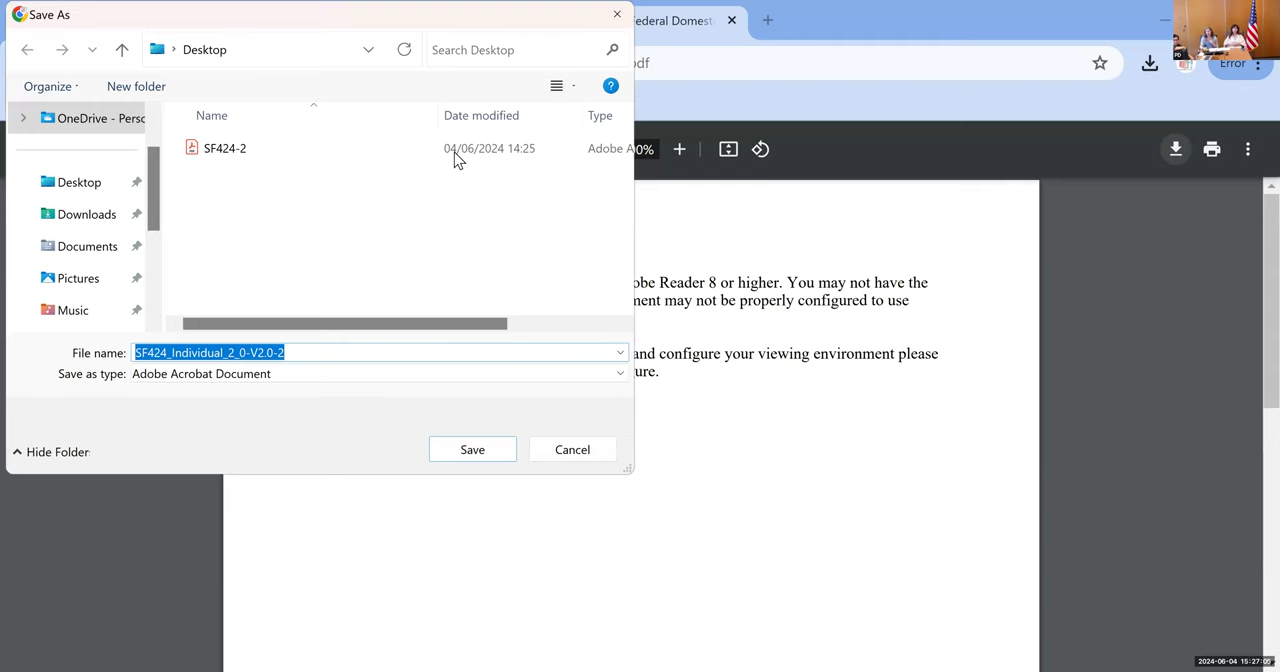 Save As
ederal Domest
Desktop
Search Desktop
df
Error
Organize
New folder
OneDrive - Perso
Name
Date modified
Type
SF424-2
04/06/2024 14:25
Adobe A
0%
Desktop
Downloads
Documents
Pictures
Music
obe Reader 8 or higher. You may not have the
ment may not be properly configured to use
File name:
SF424_Individual_2_0-V2.0-2
and configure your viewing environment please
Save as type:
Adobe Acrobat Document
ure.
Hide Folder
Save
Cancel
PD
2024-06-04 15:27:05